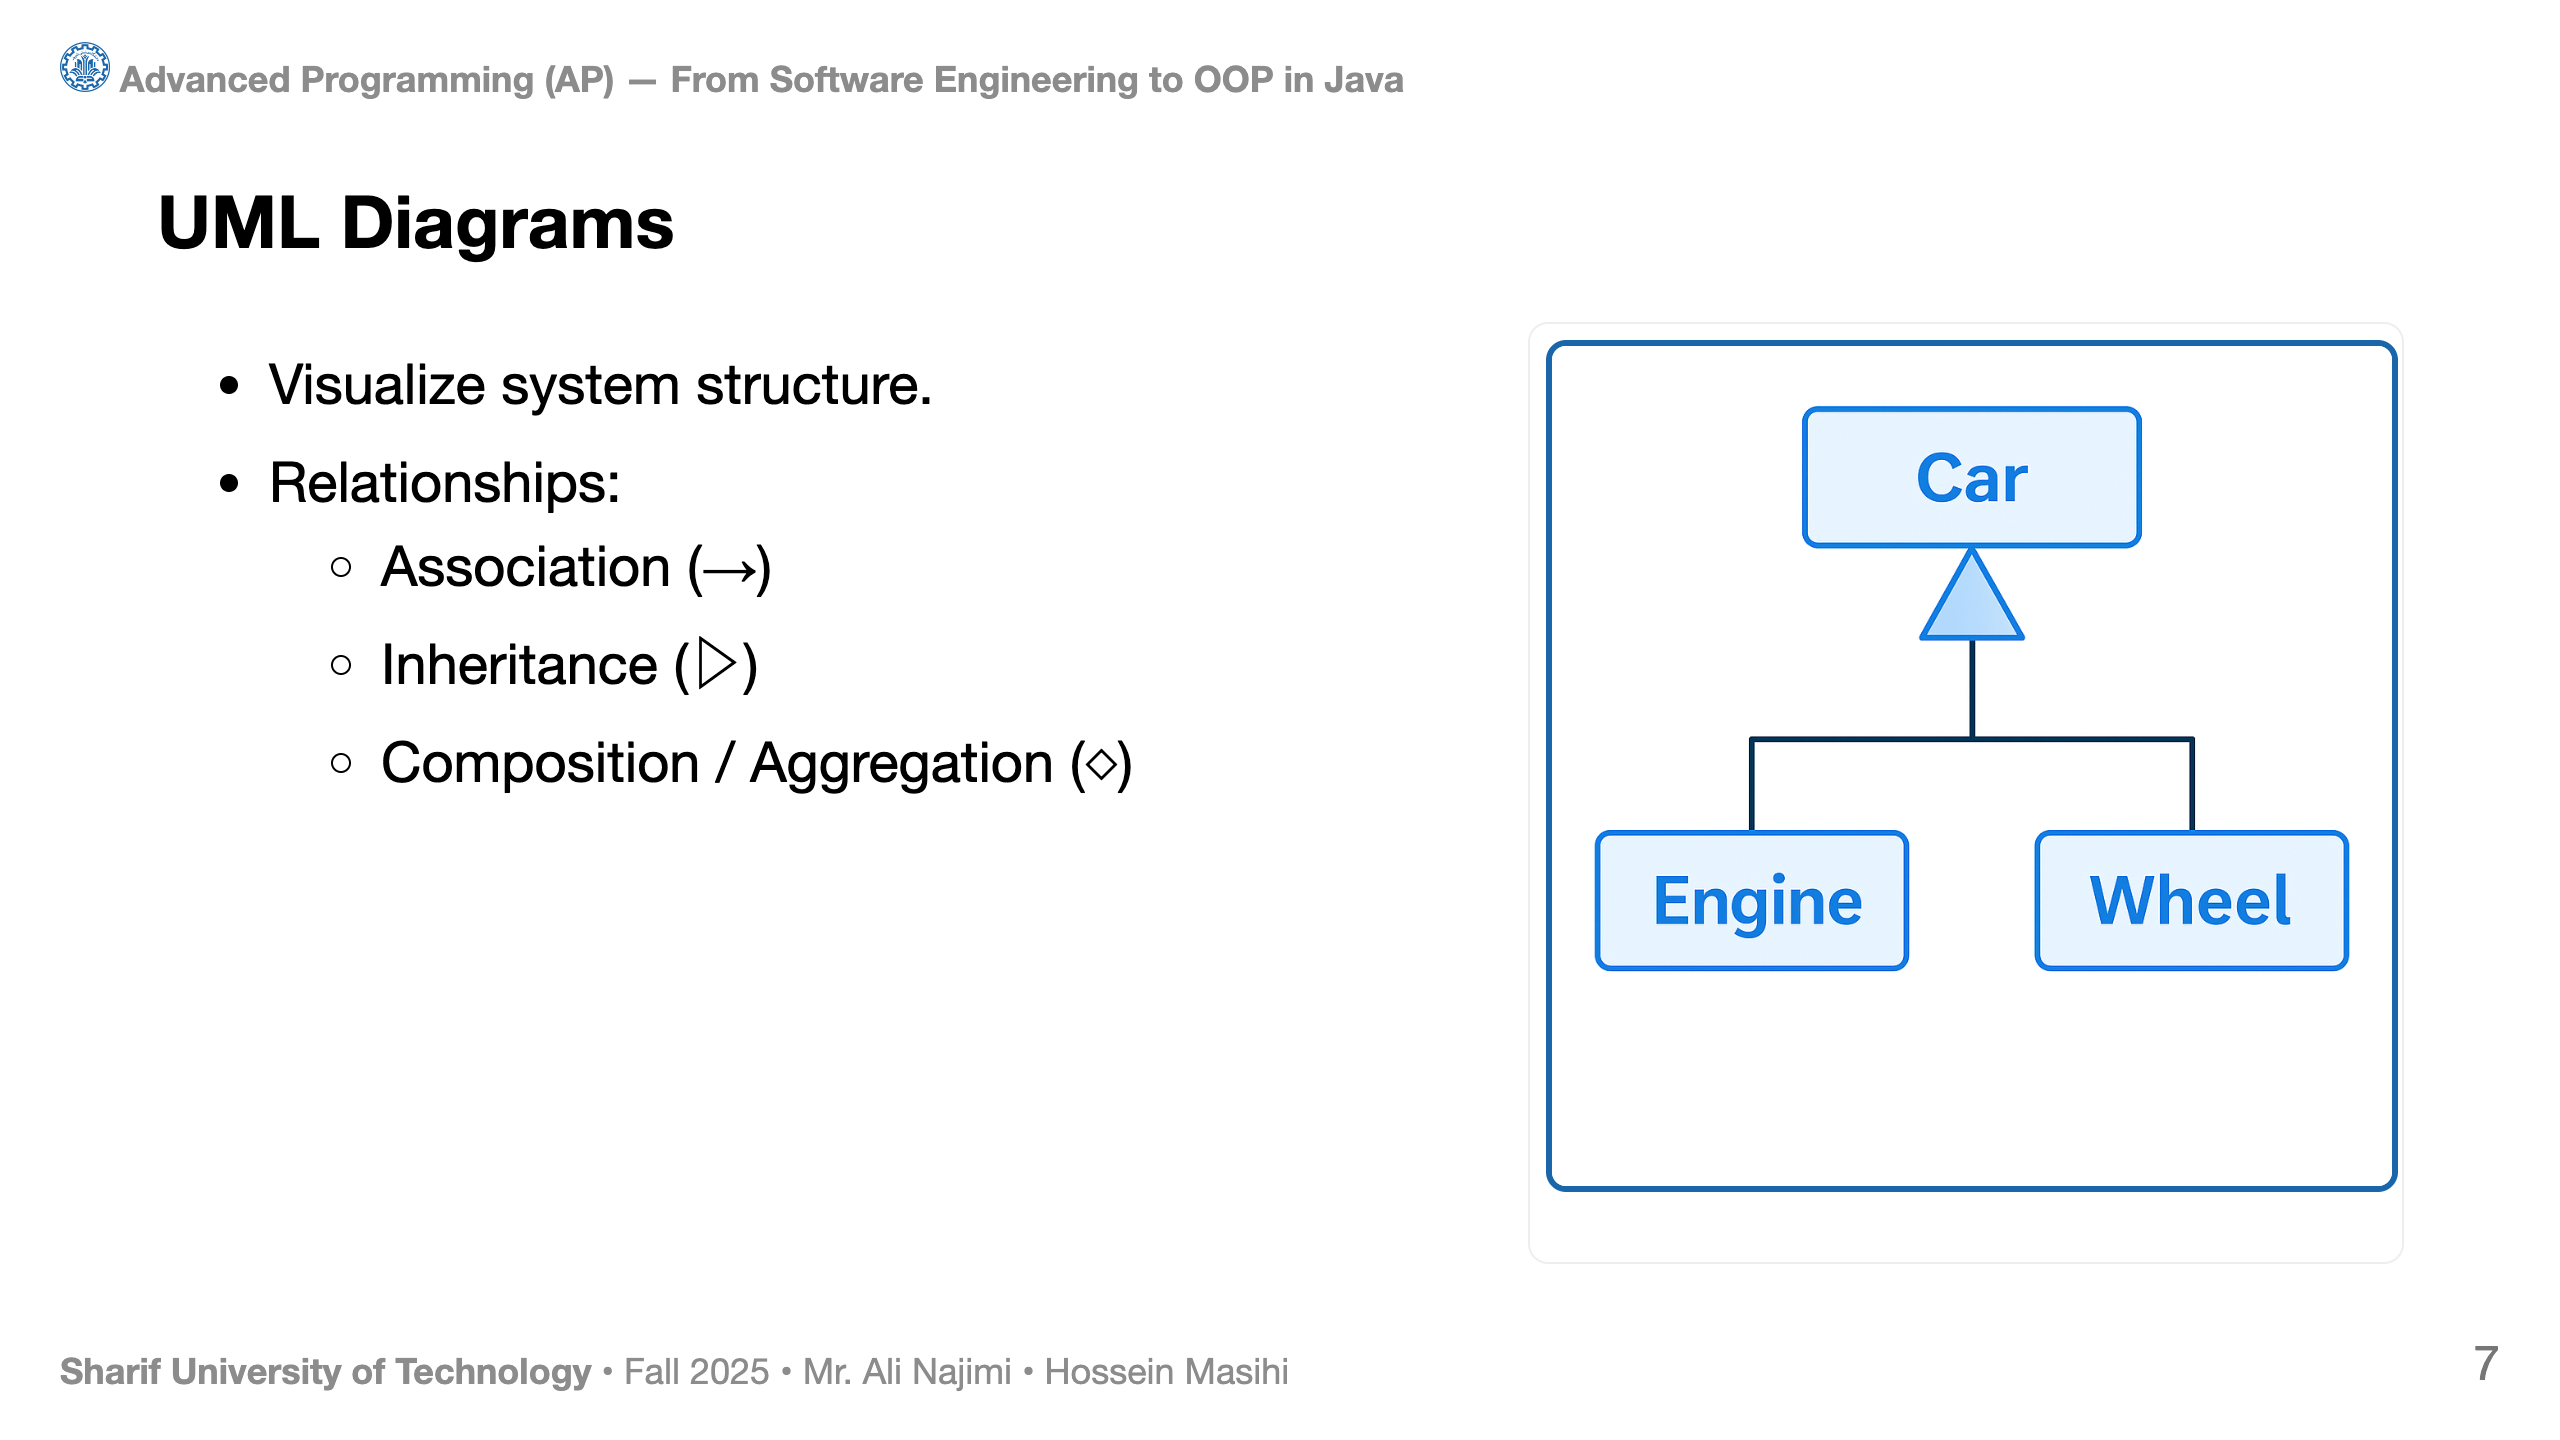 Advanced Programming (AP) — From Software Engineering to OOP in Java
UML Diagrams
• Visualize system structure.
• Relationships:
○ Association (→)
○ Inheritance (▷)
○ Composition / Aggregation (◇)
Car
Engine
Wheel
Sharif University of Technology • Fall 2025 • Mr. Ali Najimi • Hossein Masihi
7